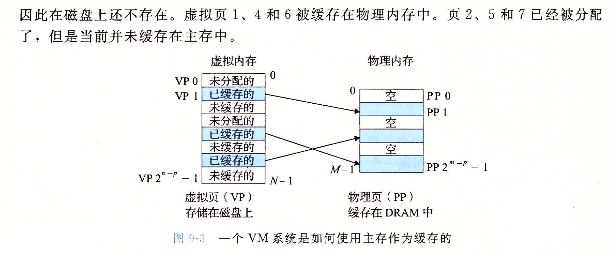 因此在磁盘上还不存在。虚拟页 1、4 和 6 被缓存在物理内存中。页 2、5 和 7 已经被分配
了，但是当前并未缓存在主存中。
虚拟内存 物理内存
VP 0 未分配的 0
VP 1 已缓存的
未缓存的
未分配的
已缓存的
未缓存的
已缓存的
VP 2ⁿ⁻ᵖ − 1 未缓存的 N−1
0 空 PP 0
PP 1
空
空
M−1 PP 2ᵐ⁻ᵖ − 1
虚拟页（VP） 物理页（PP）
存储在磁盘上 缓存在 DRAM 中
图 9-3 一个 VM 系统是如何使用主存作为缓存的